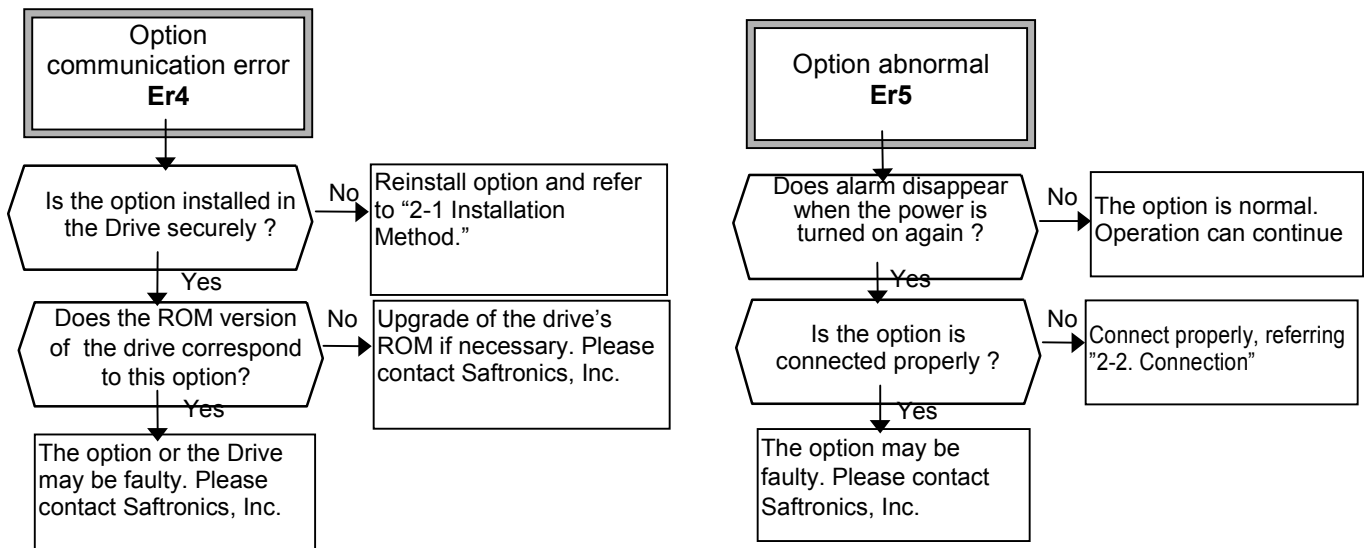 Option
communication error
Er4
Is the option installed in
the Drive securely ?
No
Reinstall option and refer
to “2-1 Installation
Method.”
Yes
Does the ROM version
of the drive correspond
to this option?
No
Upgrade of the drive’s
ROM if necessary. Please
contact Saftronics, Inc.
Yes
The option or the Drive
may be faulty. Please
contact Saftronics, Inc.
Option abnormal
Er5
Does alarm disappear
when the power is
turned on again ?
No
The option is normal.
Operation can continue
Yes
Is the option is
connected properly ?
No
Connect properly, referring
”2-2. Connection”
Yes
The option may be
faulty. Please contact
Saftronics, Inc.